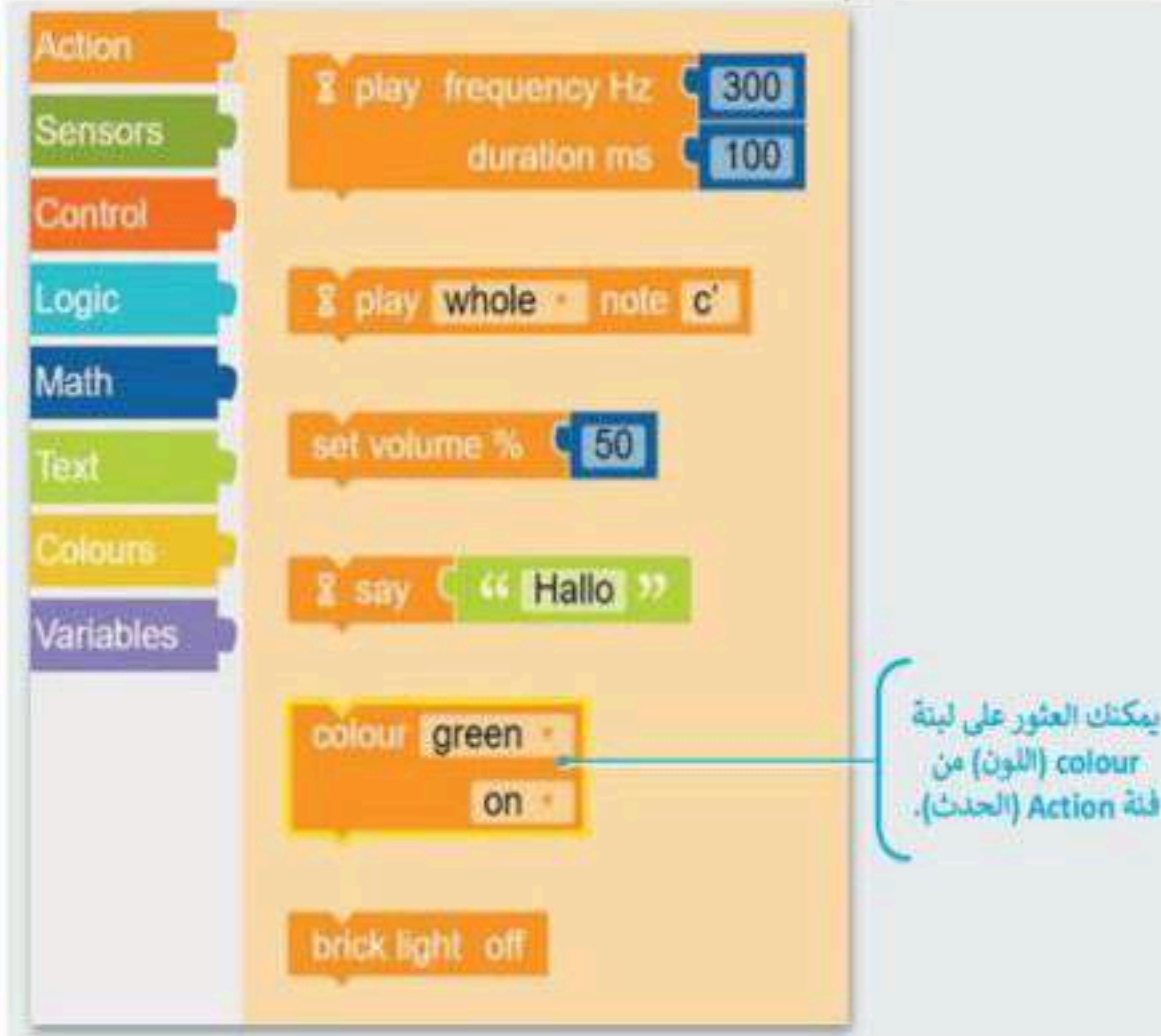 Action
Sensors
Control
Logic
Math
Text
Colours
Variables
play frequency Hz 300
duration ms 100
play whole note c'
set volume % 50
say “ Hallo ”
colour green
on
brick light off
يمكنك العثور على لبنة
colour (اللون) من
فئة Action (الحدث).